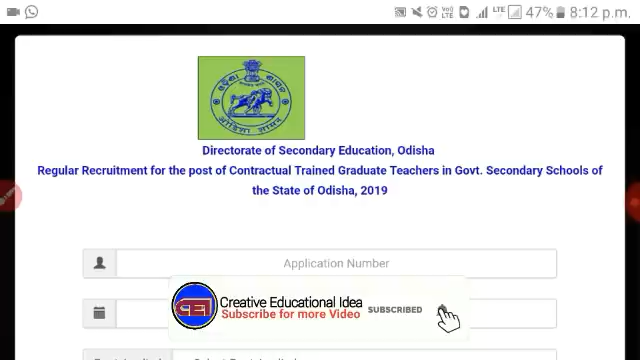 47% 8:12 p.m.
Directorate of Secondary Education, Odisha
Regular Recruitment for the post of Contractual Trained Graduate Teachers in Govt. Secondary Schools of
the State of Odisha, 2019
Application Number
CEI
Creative Educational Idea
Subscribe for more Video
SUBSCRIBED